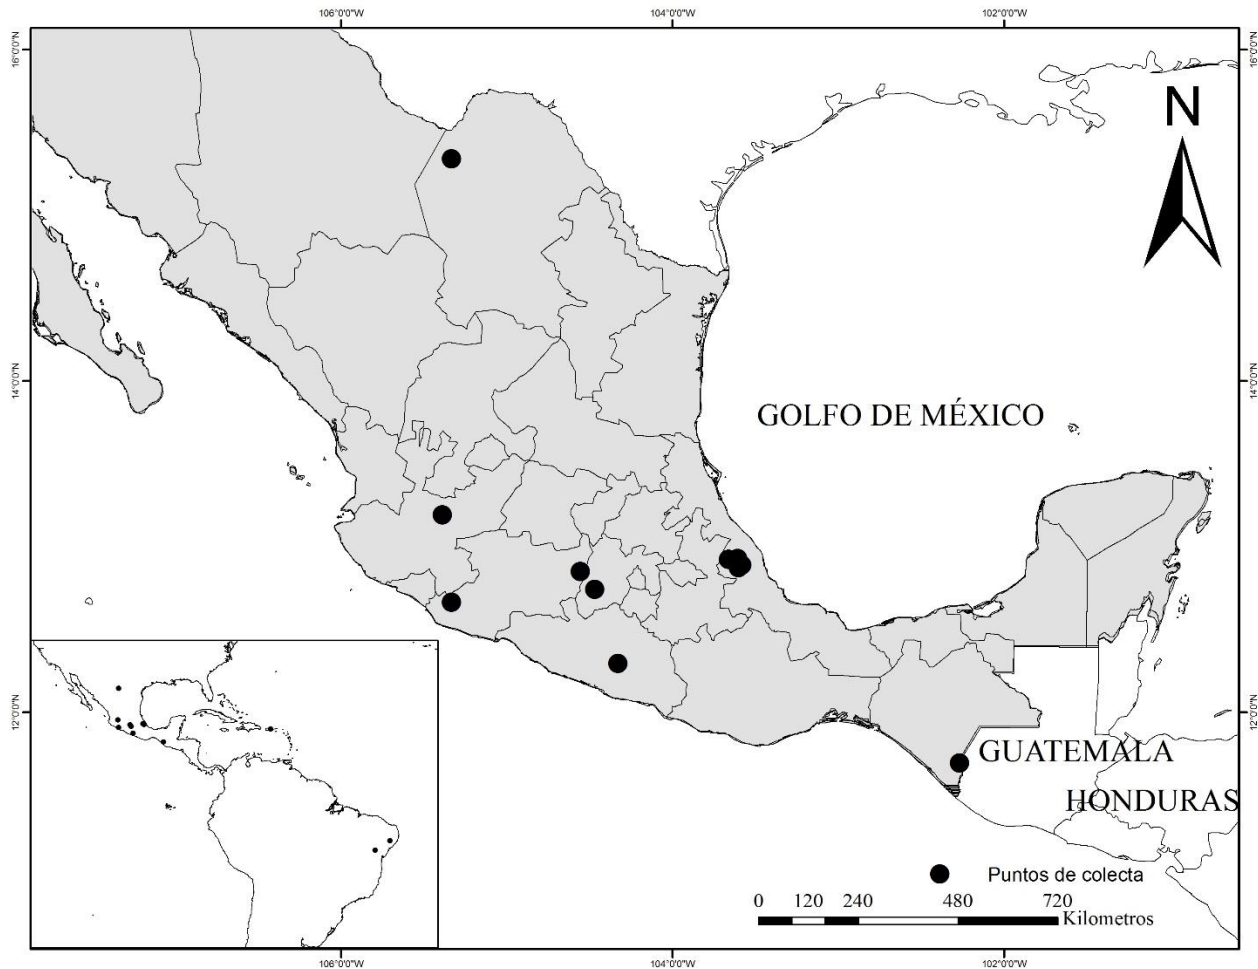 106°0'0"W 104°0'0"W 102°0'0"W
16°0'0"N 16°0'0"N
N
14°0'0"N 14°0'0"N
GOLFO DE MÉXICO
12°0'0"N 12°0'0"N
GUATEMALA
HONDURAS
Puntos de colecta
0 120 240 480 720
Kilometros
106°0'0"W 104°0'0"W 102°0'0"W